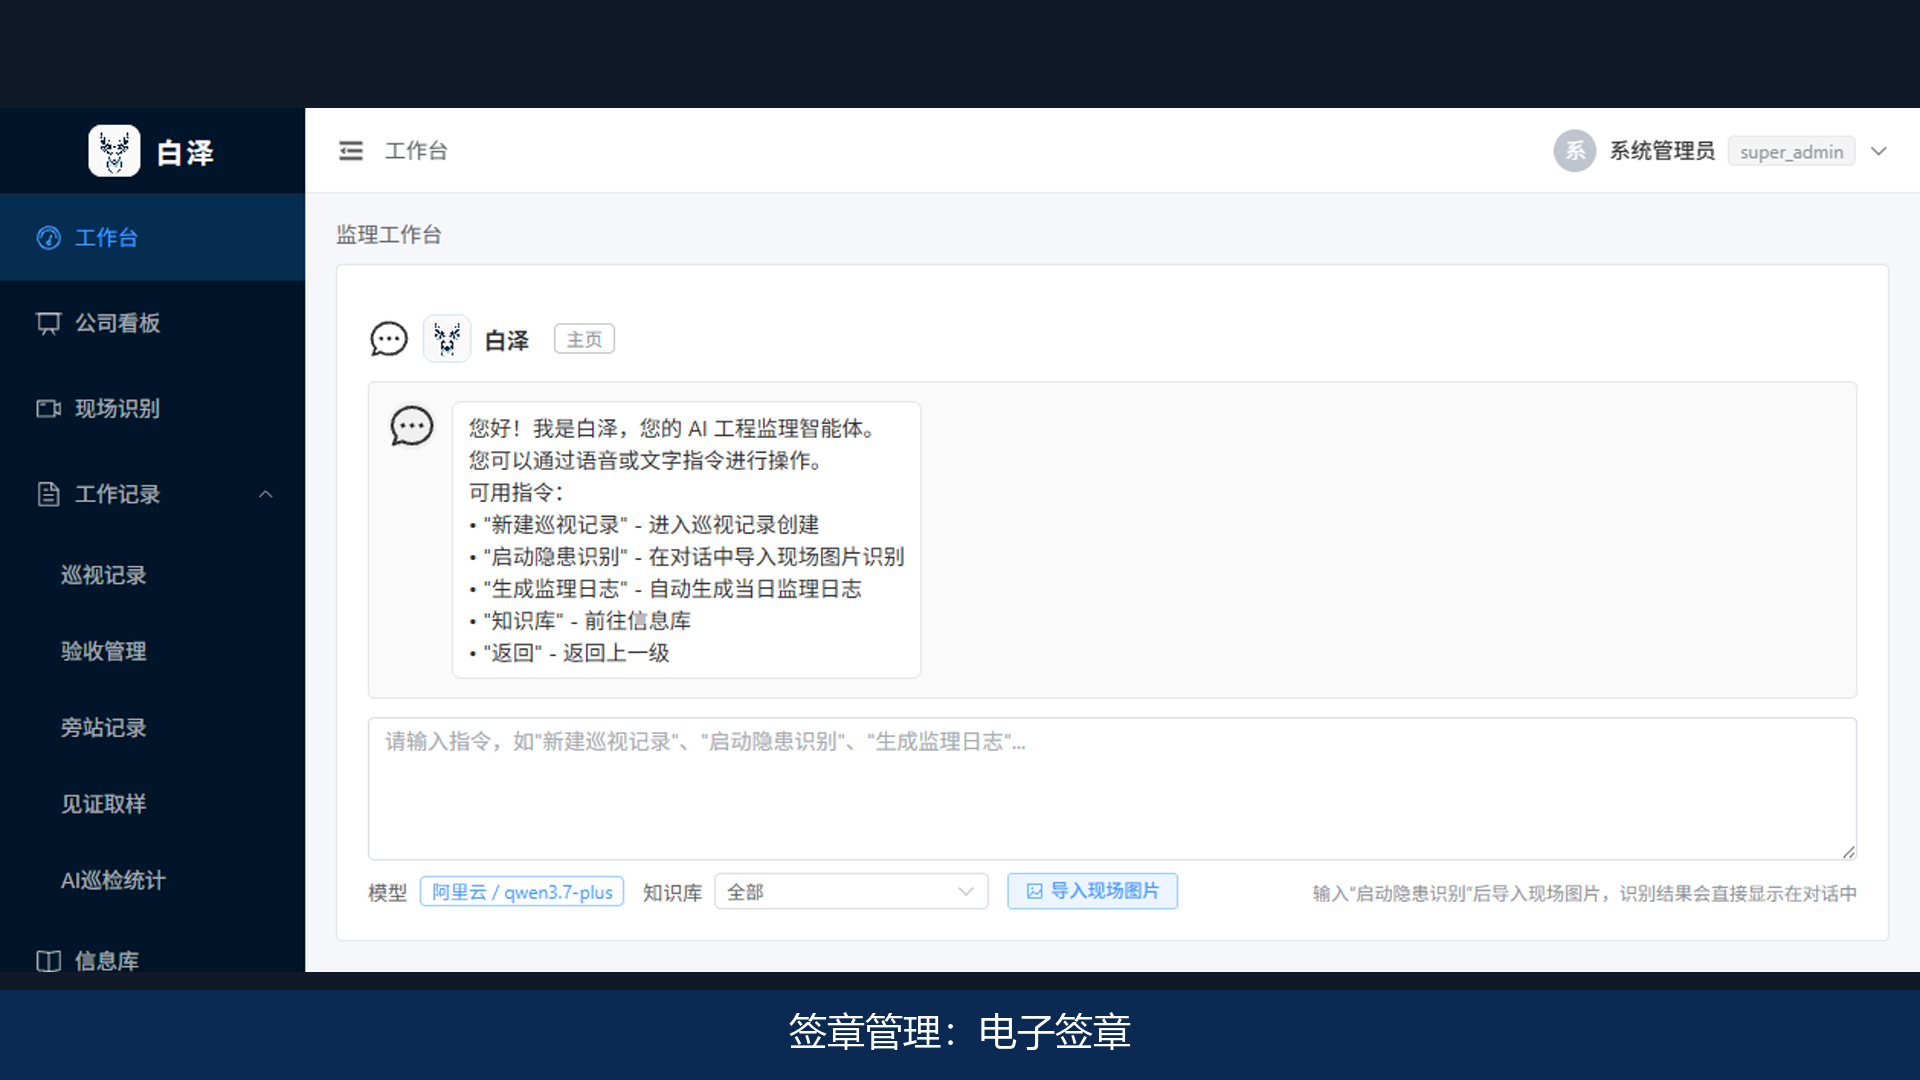 白泽
工作台
系
系统管理员
super_admin
工作台
公司看板
现场识别
工作记录
巡视记录
验收管理
旁站记录
见证取样
AI巡检统计
信息库
监理工作台
白泽
主页
您好！我是白泽，您的 AI 工程监理智能体。
您可以通过语音或文字指令进行操作。
可用指令：
• "新建巡视记录" - 进入巡视记录创建
• "启动隐患识别" - 在对话中导入现场图片识别
• "生成监理日志" - 自动生成当日监理日志
• "知识库" - 前往信息库
• "返回" - 返回上一级
请输入指令，如"新建巡视记录"、"启动隐患识别"、"生成监理日志"...
模型
阿里云 / qwen3.7-plus
知识库
全部
导入现场图片
输入"启动隐患识别"后导入现场图片，识别结果会直接显示在对话中
签章管理：电子签章